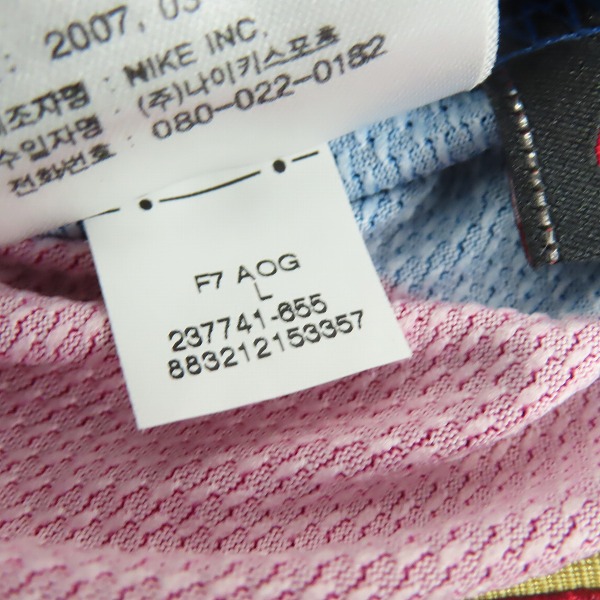 : 2007, 03
제조자명 : NIKE INC.
수입자명 : (주)나이키스포츠
전화번호 : 080-022-0182
F7 AOG
L
237741-655
883212153357